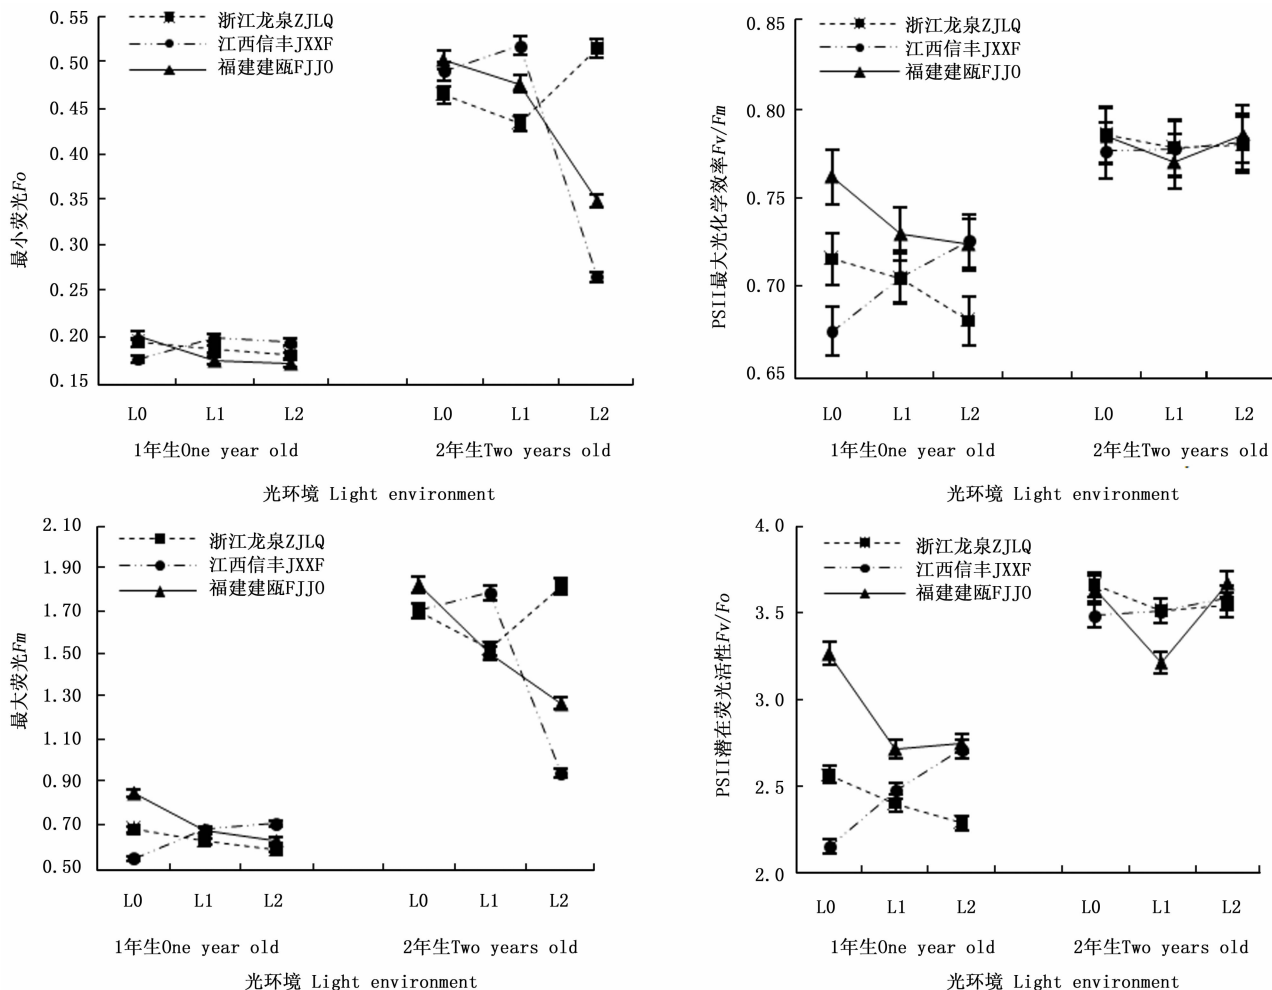 0.55
0.50
0.45
0.40
0.35
0.30
0.25
0.20
0.15
最小荧光Fo
浙江龙泉ZJLQ
江西信丰JXXF
福建建瓯FJJO
L0 L1 L2 L0 L1 L2
1年生One year old 2年生Two years old
光环境 Light environment
0.85
0.80
0.75
0.70
0.65
PSII最大光化学效率Fv/Fm
浙江龙泉ZJLQ
江西信丰JXXF
福建建瓯FJJO
L0 L1 L2 L0 L1 L2
1年生One year old 2年生Two years old
光环境 Light environment
2.10
1.90
1.70
1.50
1.30
1.10
0.90
0.70
0.50
最大荧光Fm
浙江龙泉ZJLQ
江西信丰JXXF
福建建瓯FJJO
L0 L1 L2 L0 L1 L2
1年生One year old 2年生Two years old
光环境 Light environment
4.0
3.5
3.0
2.5
2.0
PSII潜在荧光活性Fv/Fo
浙江龙泉ZJLQ
江西信丰JXXF
福建建瓯FJJO
L0 L1 L2 L0 L1 L2
1年生One year old 2年生Two years old
光环境 Light environment